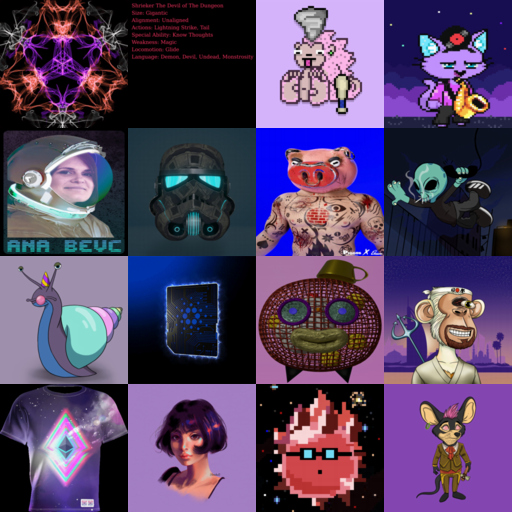 Shrieker The Devil of The Dungeon
Size: Gigantic
Alignment: Unaligned
Actions: Lightning Strike, Tail
Special Ability: Know Thoughts
Weakness: Magic
Locomotion: Glide
Language: Demon, Devil, Undead, Monstrosity
ANA BEVC